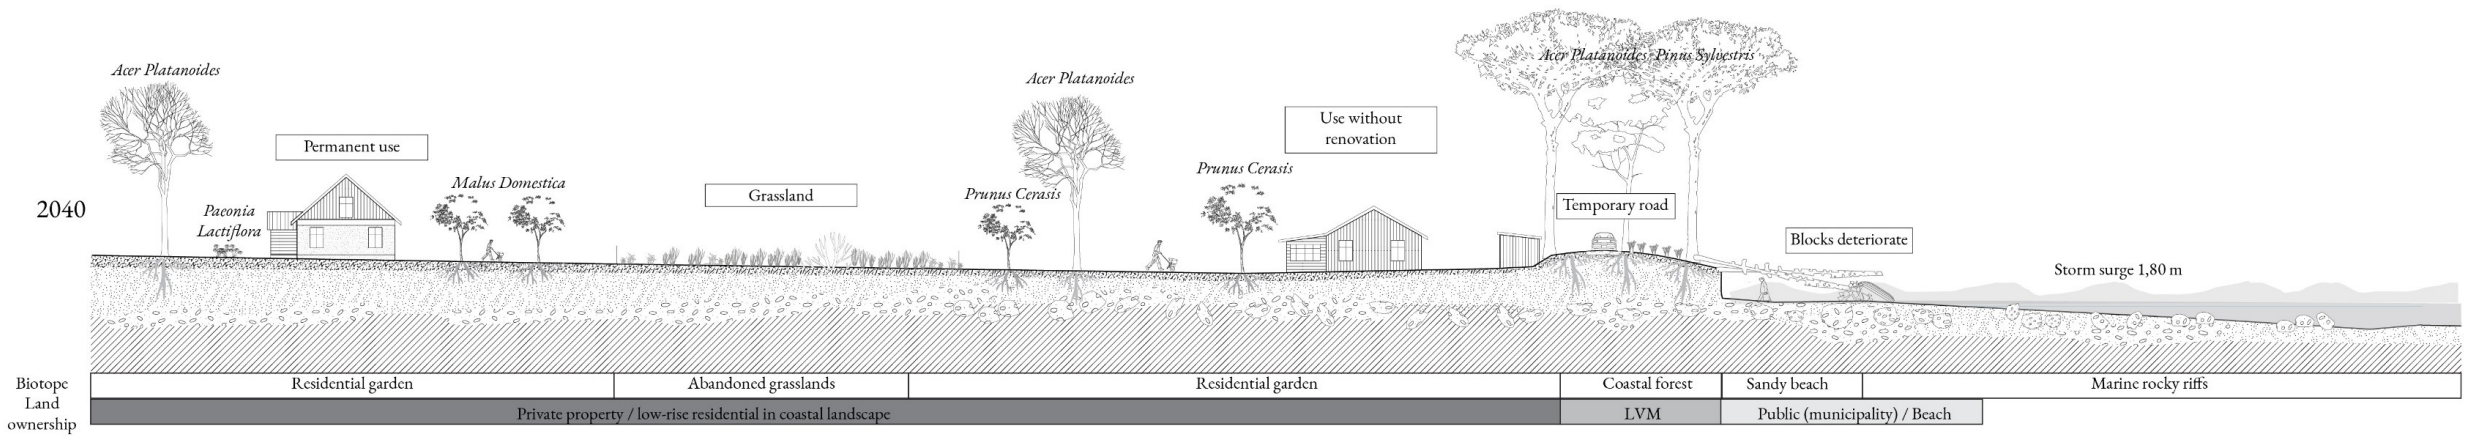 Acer Platanoides
Acer Platanoides
Acer Platanoides Pinus Sylvestris
Permanent use
Use without
renovation
Malus Domestica
Grassland
Prunus Cerasis
Prunus Cerasis
2040
Paeonia
Lactiflora
Temporary road
Blocks deteriorate
Storm surge 1,80 m
Biotope
Residential garden
Abandoned grasslands
Residential garden
Coastal forest
Sandy beach
Marine rocky riffs
Land
ownership
Private property / low-rise residential in coastal landscape
LVM
Public (municipality) / Beach